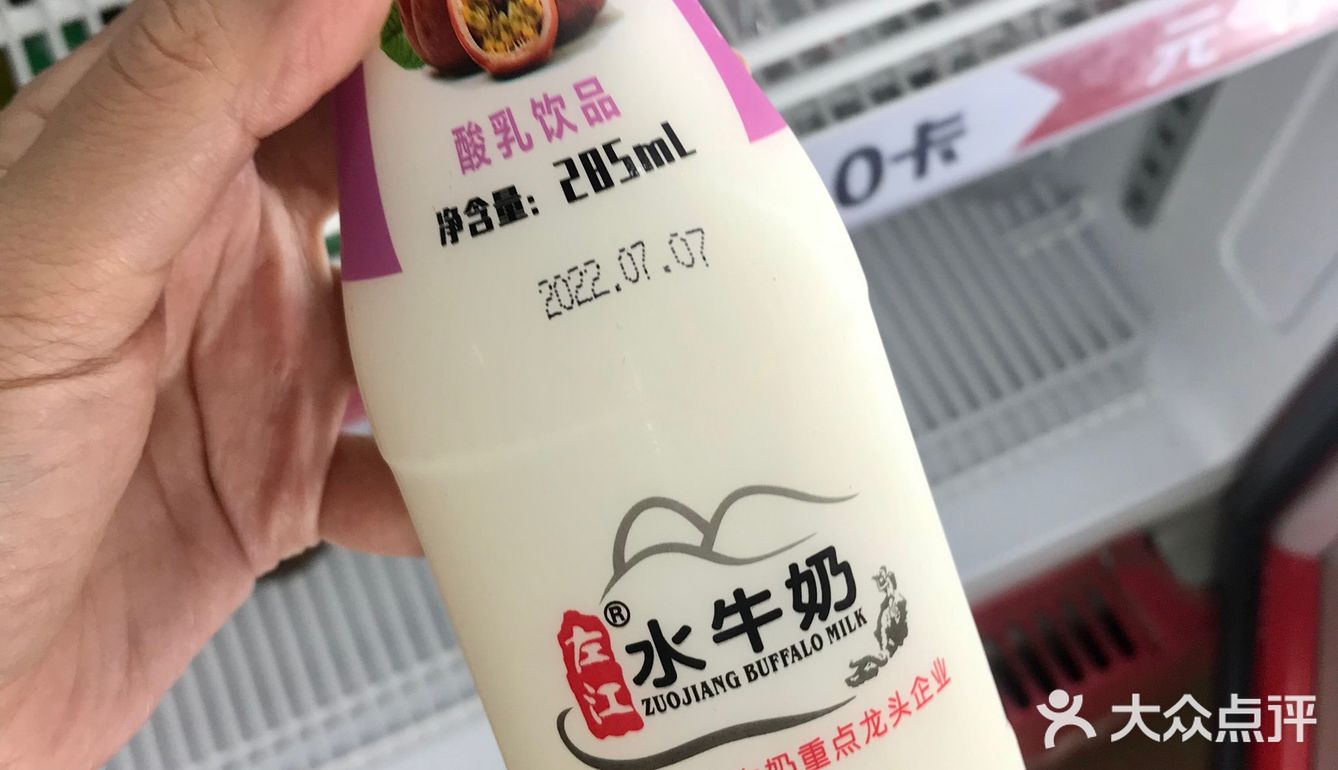 酸乳饮品
净含量: 285mL
2022.07.07
元
0卡
左江
®
水牛奶
ZUOJIANG BUFFALO MILK
奶重点龙头企业
大众点评